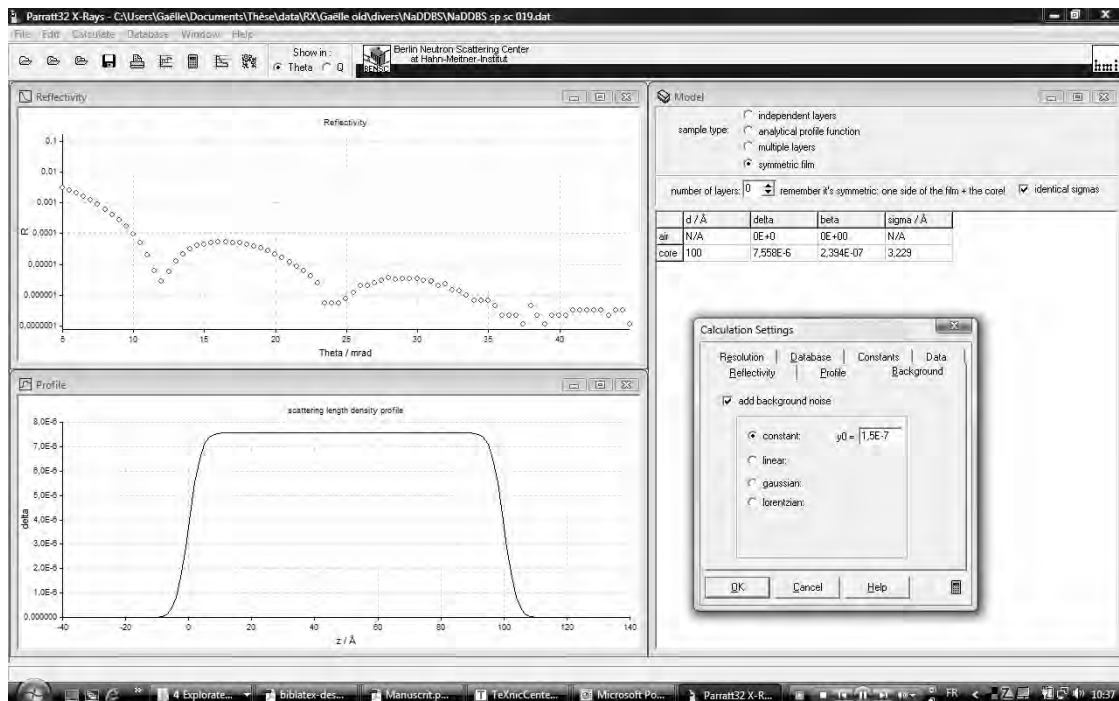 Parratt32 X-Rays - C:\Users\Gaëlle\Documents\Thèse\data\RX\Gaëlle old\divers\NaDDBS\NaDDBS sp sc 019.dat
File Edit Calculate Database Window Help
Show in :
Theta Q
BENSC
Berlin Neutron Scattering Center
at Hahn-Meitner-Institut
hmi
Reflectivity
Reflectivity
0.1
0.01
0.001
0.0001
0.00001
0.000001
0.0000001
R
5 10 15 20 25 30 35 40
Theta / mrad
Profile
scattering length density profile
8,0E-6
7,0E-6
6,0E-6
5,0E-6
4,0E-6
3,0E-6
2,0E-6
1,0E-6
0,000000
delta
-40 -20 0 20 40 60 80 100 120 140
z / Å
Model
sample type:
independent layers
analytical profile function
multiple layers
symmetric film
number of layers: 0 remember it's symmetric: one side of the film + the core! identical sigmas
d / Å delta beta sigma / Å
air N/A 0E+0 0E+00 N/A
core 100 7,558E-6 2,394E-07 3,229
Calculation Settings
Resolution Database Constants Data
Reflectivity Profile Background
add background noise
constant: y0 = 1,5E-7
linear:
gaussian:
lorentzian:
OK Cancel Help
4 Explorate... biblatex-des... Manuscrit.p... TeXnicCente... Microsoft Po... Parratt32 X-R... FR 10:37